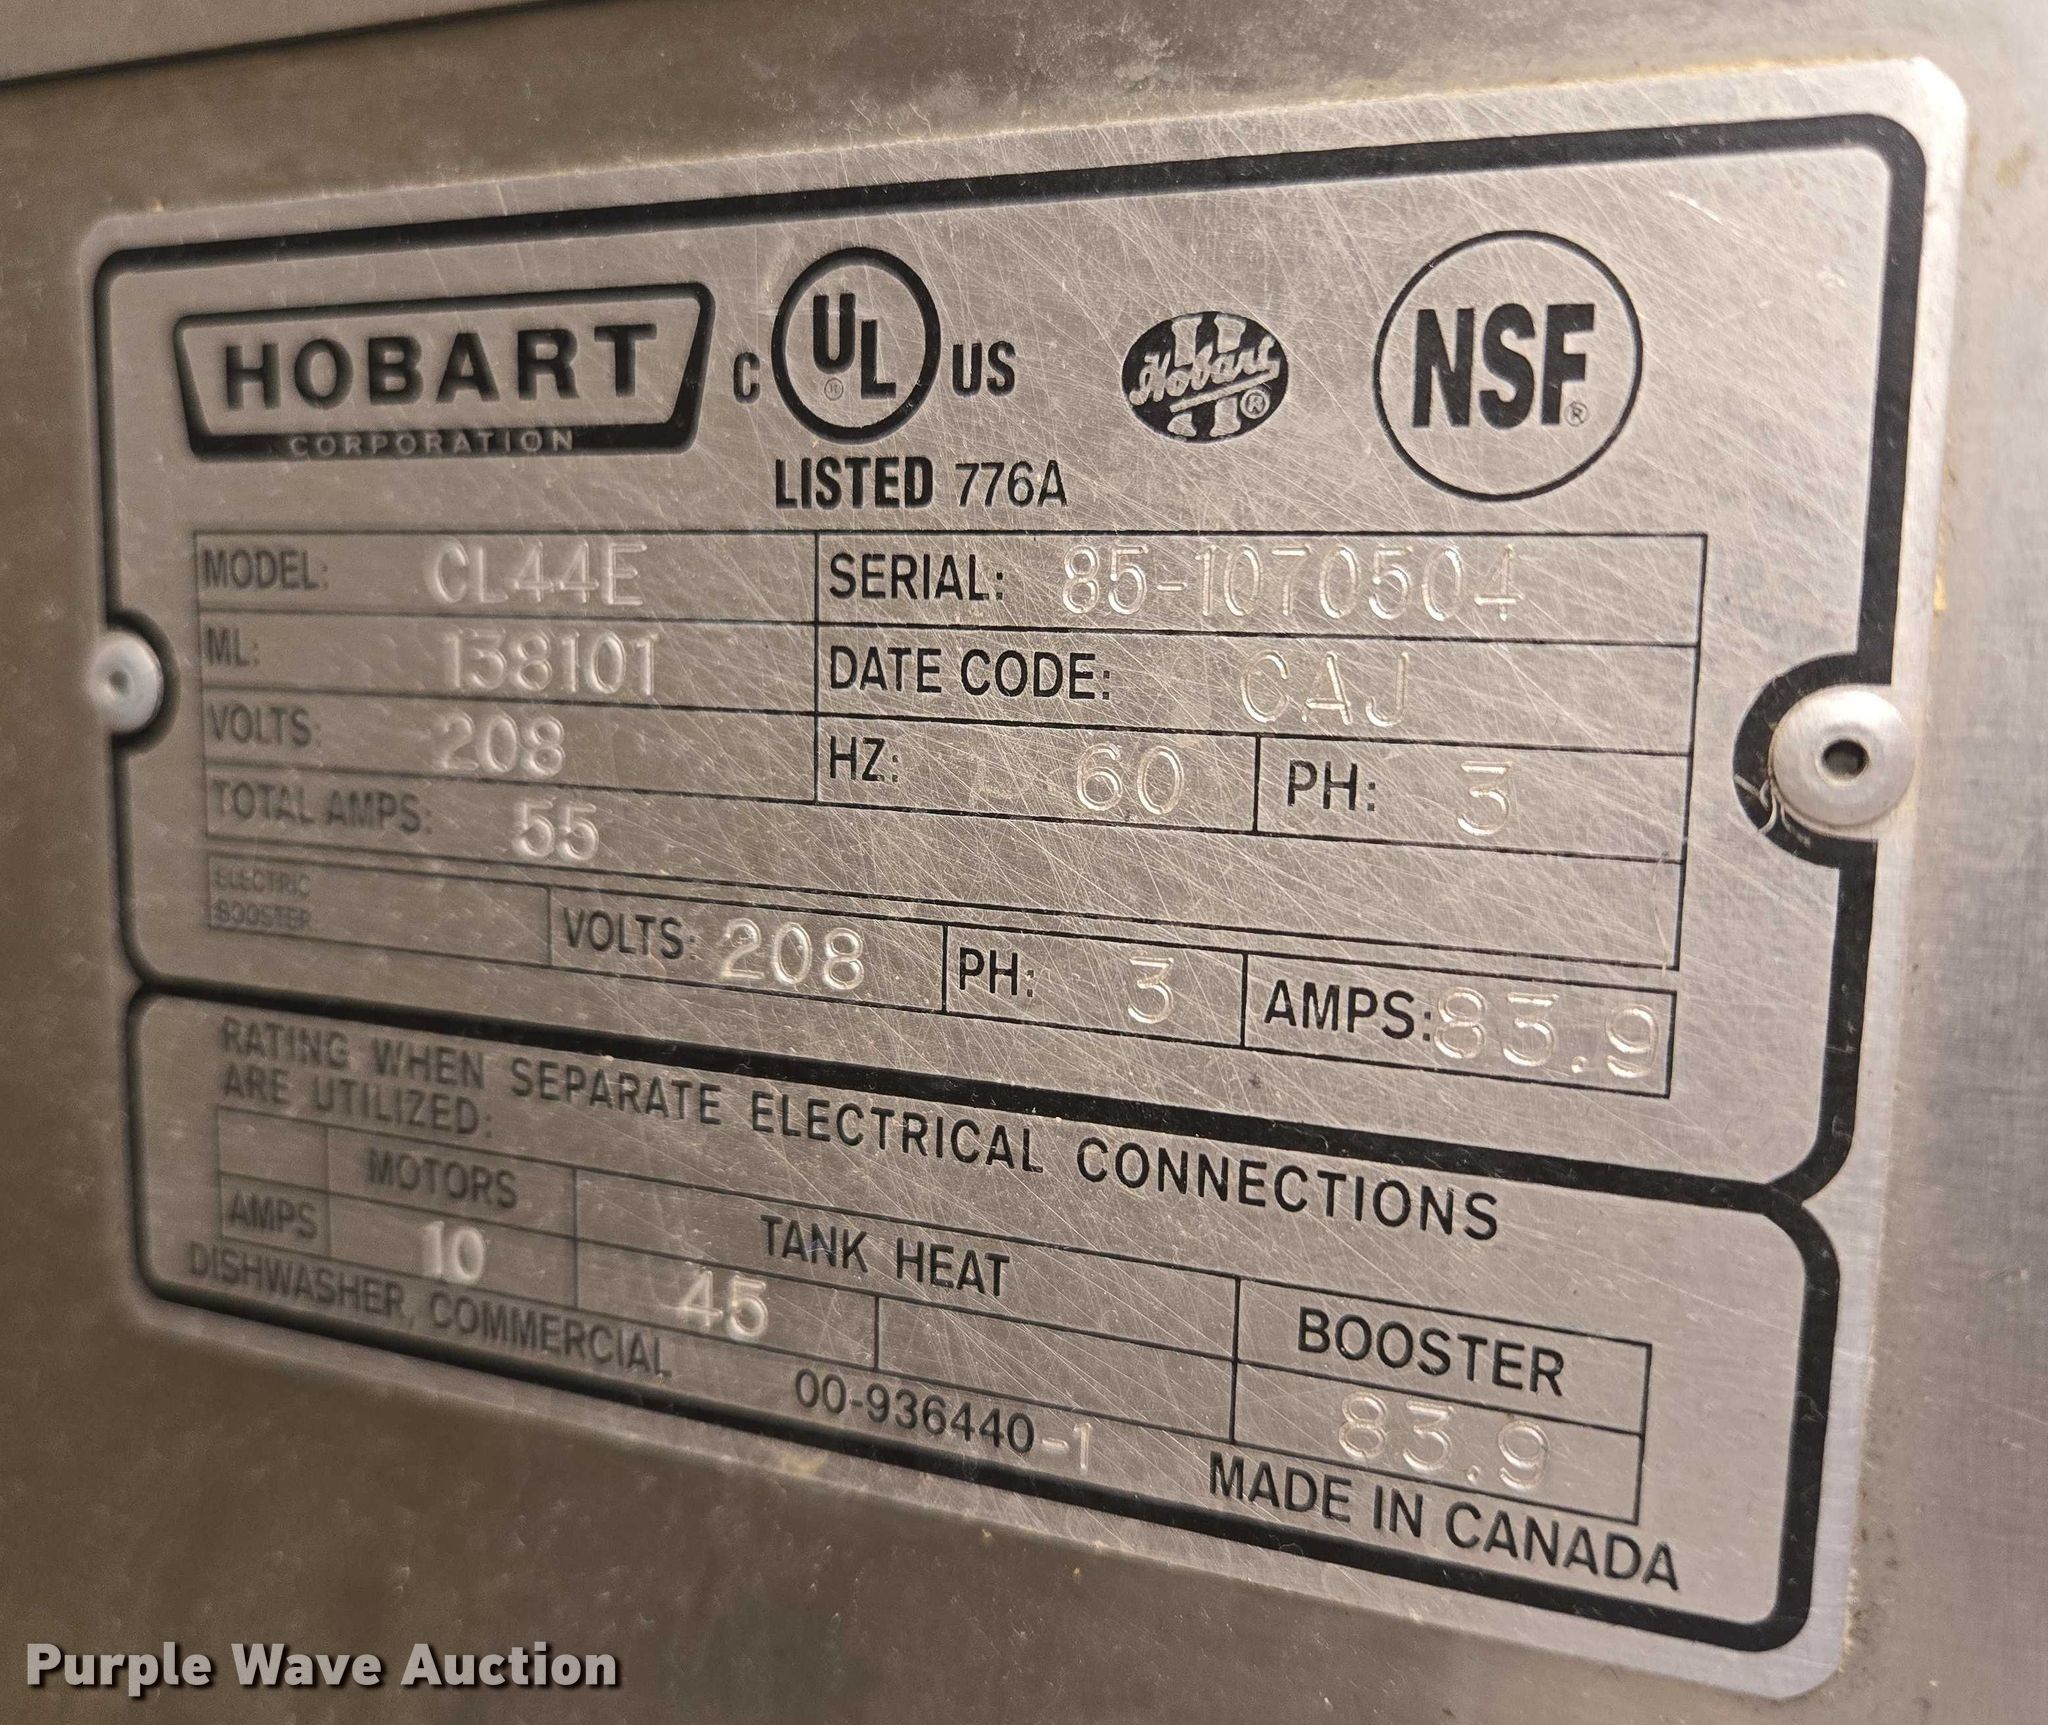 HOBART
CORPORATION
C UL® US
LISTED 776A
Hobart ®
NSF®
MODEL: CL44E
SERIAL: 85-1070504
ML: 138101
DATE CODE: CAJ
VOLTS: 208
HZ: 60
PH: 3
TOTAL AMPS: 55
ELECTRIC
BOOSTER
VOLTS: 208
PH: 3
AMPS: 83.9
RATING WHEN SEPARATE ELECTRICAL CONNECTIONS
ARE UTILIZED:
MOTORS
TANK HEAT
BOOSTER
AMPS 10 45 83.9
DISHWASHER, COMMERCIAL
00-936440-1
MADE IN CANADA
Purple Wave Auction